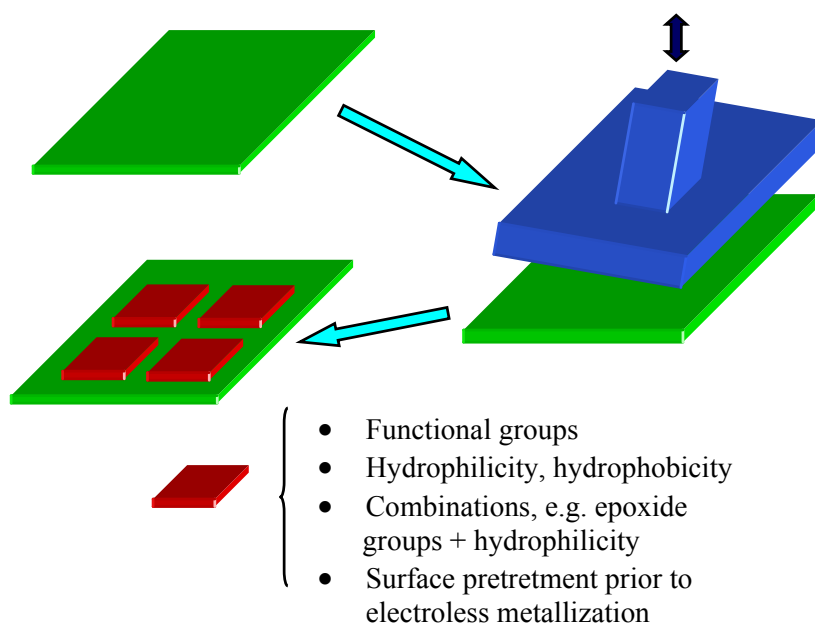 • Functional groups
• Hydrophilicity, hydrophobicity
• Combinations, e.g. epoxide
groups + hydrophilicity
• Surface pretretment prior to
electroless metallization